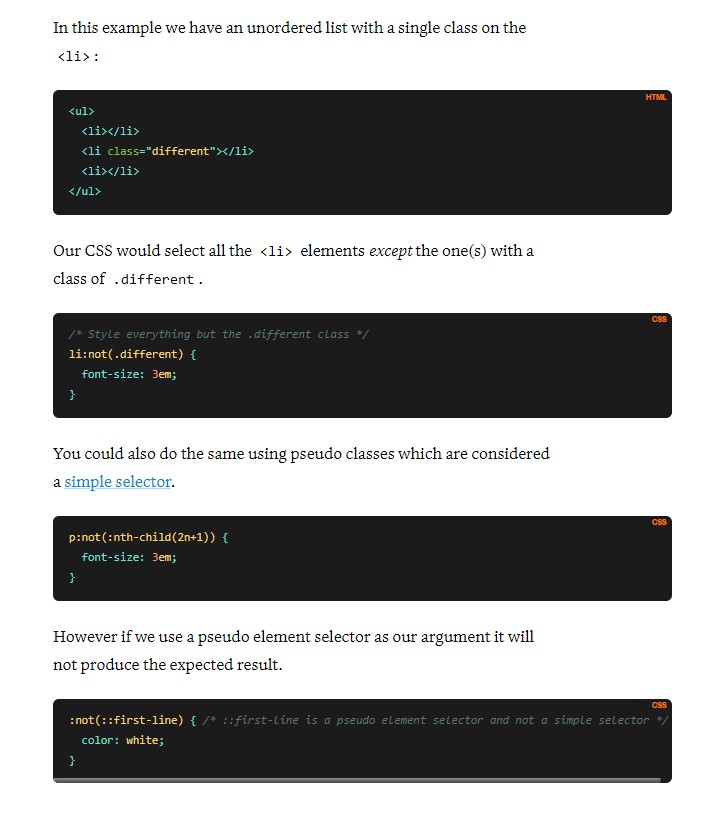 In this example we have an unordered list with a single class on the
<li>:
HTML
<ul>
  <li></li>
  <li class="different"></li>
  <li></li>
</ul>
Our CSS would select all the <li> elements except the one(s) with a
class of .different.
CSS
/* Style everything but the .different class */
li:not(.different) {
  font-size: 3em;
}
You could also do the same using pseudo classes which are considered
a simple selector.
CSS
p:not(:nth-child(2n+1)) {
  font-size: 3em;
}
However if we use a pseudo element selector as our argument it will
not produce the expected result.
CSS
:not(::first-line) { /* ::first-line is a pseudo element selector and not a simple selector */
  color: white;
}